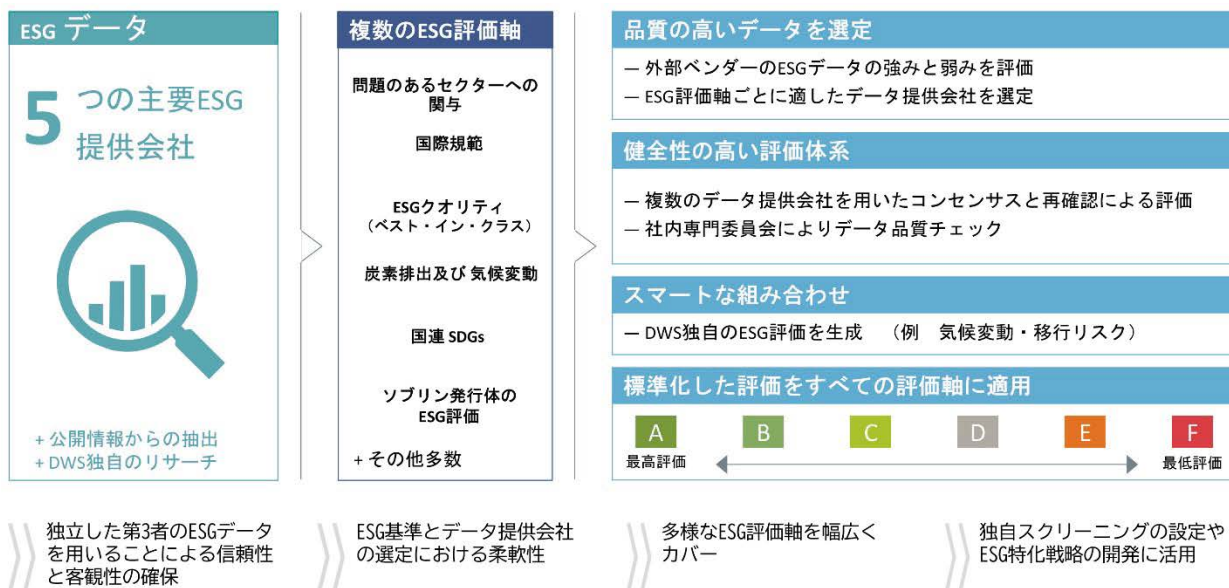 ESG データ
5 つの主要ESG
提供会社
+ 公開情報からの抽出
+ DWS独自のリサーチ
複数のESG評価軸
問題のあるセクターへの
関与
国際規範
ESGクオリティ
（ベスト・イン・クラス）
炭素排出及び 気候変動
国連 SDGs
ソブリン発行体の
ESG評価
+ その他多数
品質の高いデータを選定
― 外部ベンダーのESGデータの強みと弱みを評価
― ESG評価軸ごとに適したデータ提供会社を選定
健全性の高い評価体系
― 複数のデータ提供会社を用いたコンセンサスと再確認による評価
― 社内専門委員会によりデータ品質チェック
スマートな組み合わせ
― DWS独自のESG評価を生成 （例 気候変動・移行リスク）
標準化した評価をすべての評価軸に適用
A B C D E F
最高評価 最低評価
独立した第3者のESGデータ
を用いることによる信頼性
と客観性の確保
ESG基準とデータ提供会社
の選定における柔軟性
多様なESG評価軸を幅広く
カバー
独自スクリーニングの設定や
ESG特化戦略の開発に活用